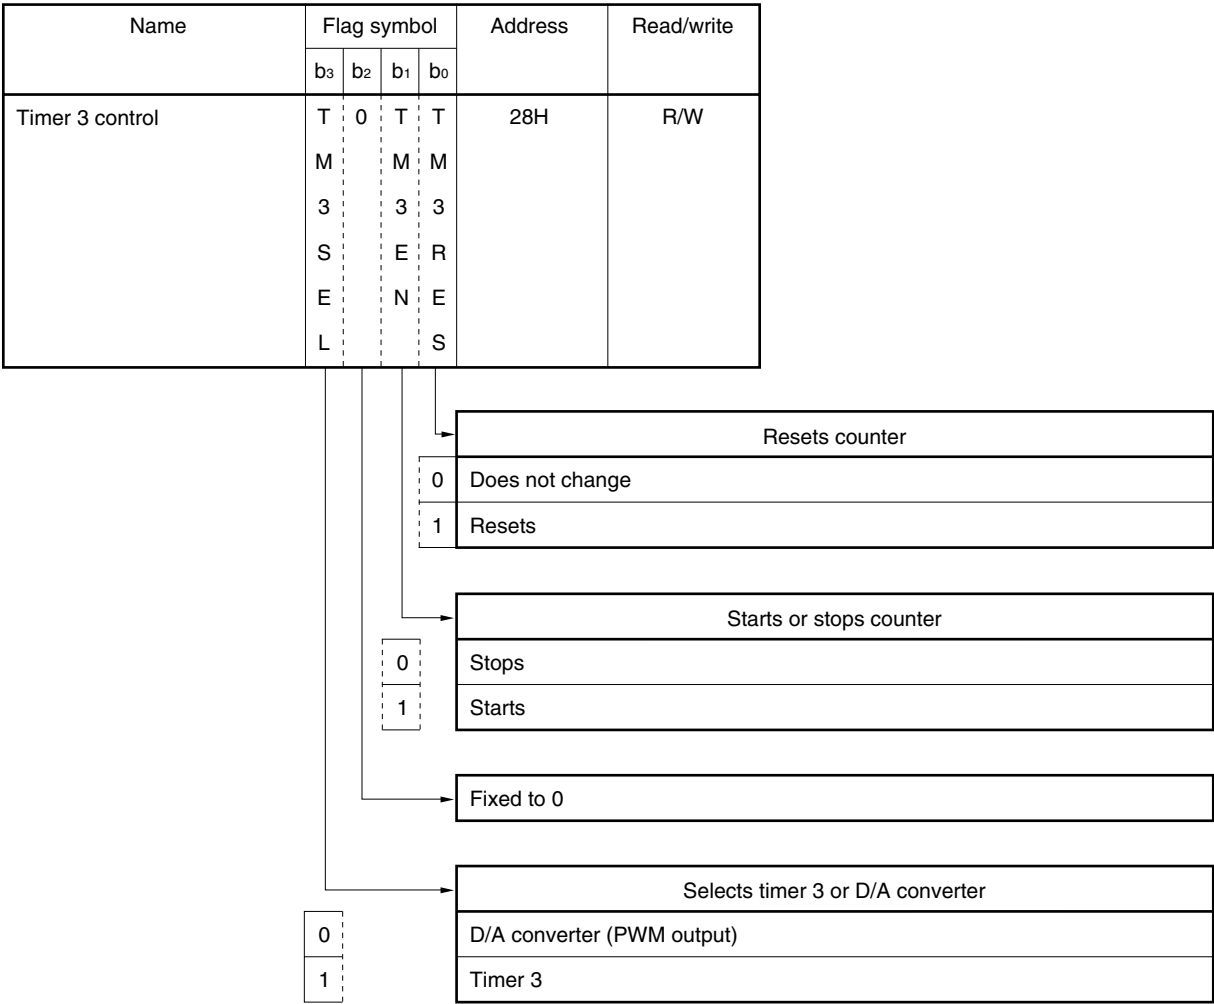 Name Flag symbol Address Read/write
b3 b2 b1 b0
Timer 3 control T 0 T T 28H R/W
M M M
3 3 3
S E R
E N E
L S
Resets counter
0 Does not change
1 Resets
Starts or stops counter
0 Stops
1 Starts
Fixed to 0
Selects timer 3 or D/A converter
0 D/A converter (PWM output)
1 Timer 3